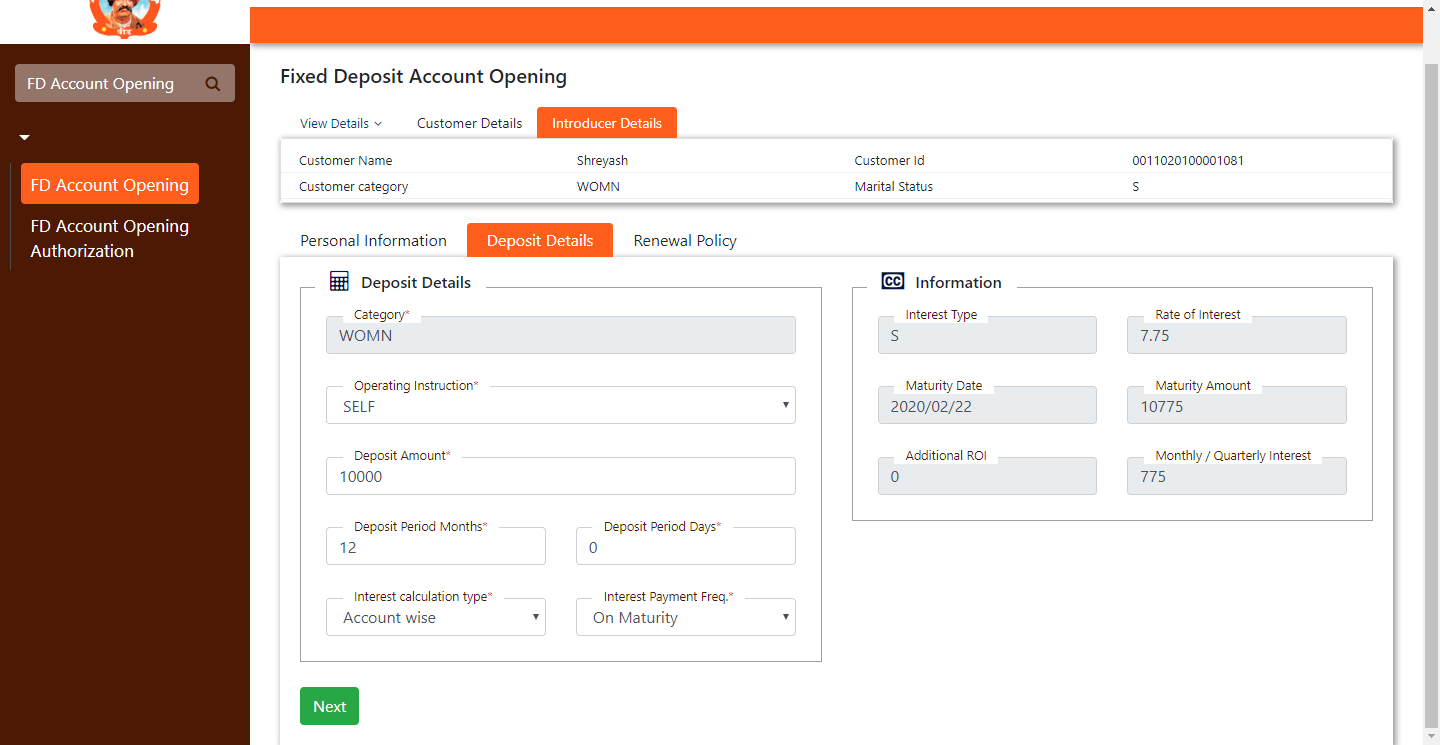 बीड
FD Account Opening
FD Account Opening
FD Account Opening
Authorization
Fixed Deposit Account Opening
View Details Customer Details Introducer Details
Customer Name Shreyash Customer Id 0011020100001081
Customer category WOMN Marital Status S
Personal Information Deposit Details Renewal Policy
Deposit Details
Category*
WOMN
Operating Instruction*
SELF
Deposit Amount*
10000
Deposit Period Months* Deposit Period Days*
12 0
Interest calculation type* Interest Payment Freq.*
Account wise On Maturity
CC Information
Interest Type Rate of Interest
S 7.75
Maturity Date Maturity Amount
2020/02/22 10775
Additional ROI Monthly / Quarterly Interest
0 775
Next